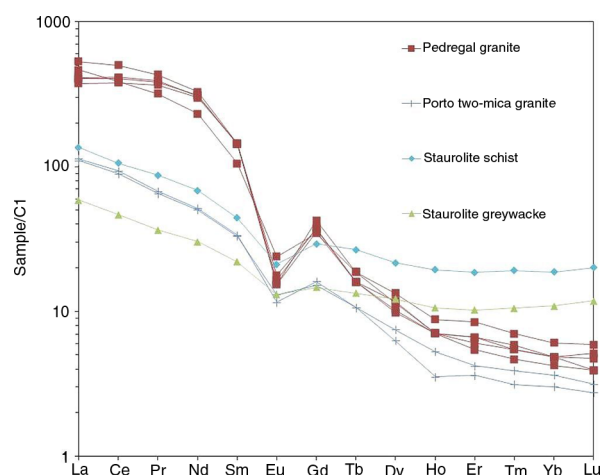 1000
Pedregal granite
Porto two-mica granite
100
Staurolite schist
Staurolite greywacke
Sample/C1
10
1
La Ce Pr Nd Sm Eu Gd Tb Dy Ho Er Tm Yb Lu